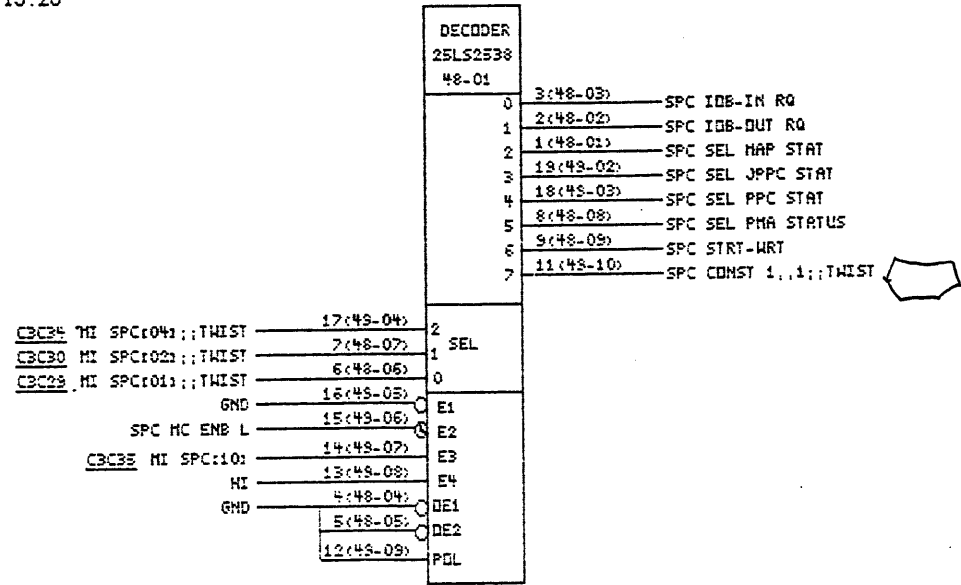 DECODER
25LS2538
48-01
0 3(48-03) SPC IOB-IN RQ
1 2(48-02) SPC IOB-OUT RQ
2 1(48-01) SPC SEL MAP STAT
3 19(49-02) SPC SEL JPPC STAT
4 18(49-03) SPC SEL PPC STAT
5 8(48-08) SPC SEL PMA STATUS
6 9(48-09) SPC STRT-WRT
7 11(49-10) SPC CONST 1,,1;;TWIST
C3C34 MI SPC[04];;TWIST 17(49-04) 2
C3C30 MI SPC[02];;TWIST 7(48-07) 1 SEL
C3C29 MI SPC[01];;TWIST 6(48-06) 0
GND 16(49-05) E1
SPC MC ENB L 15(49-06) E2
C3C35 MI SPC[10] 14(49-07) E3
HI 13(49-08) E4
GND 4(48-04) OE1
5(48-05) OE2
12(49-09) POL